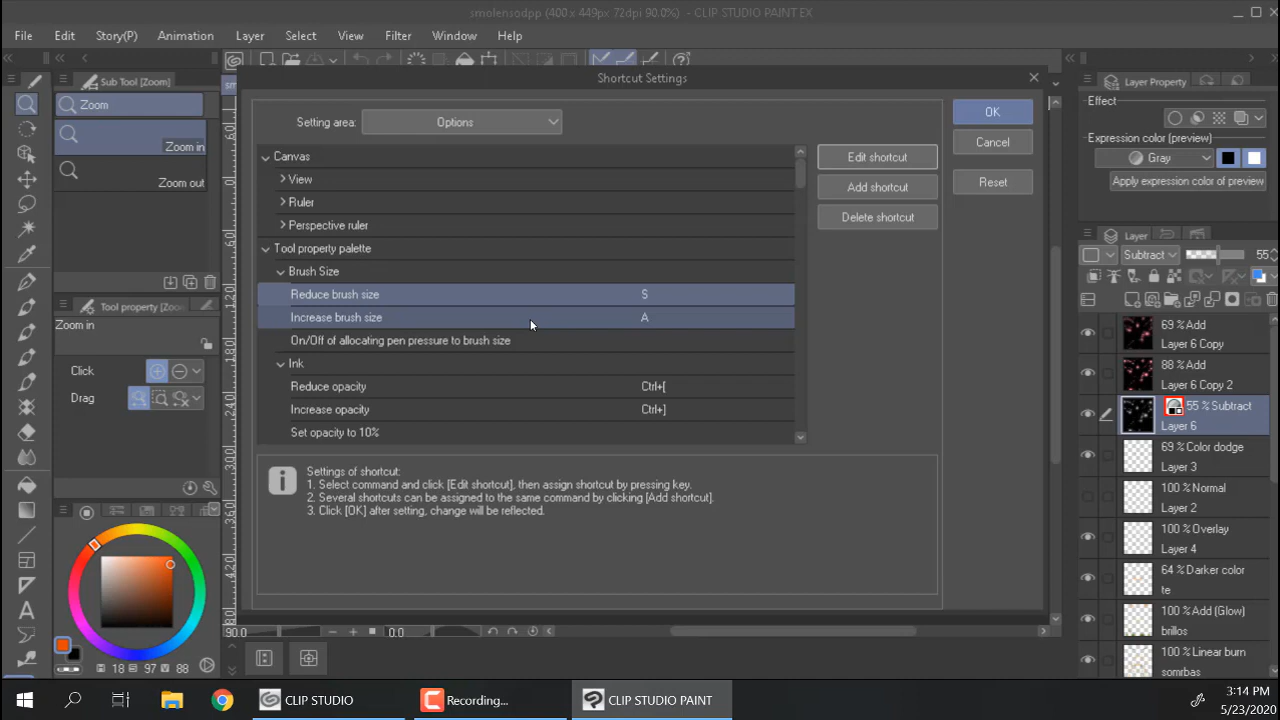 smolensodpp (400 x 449px 72dpi 90.0%) - CLIP STUDIO PAINT EX
File Edit Story(P) Animation Layer Select View Filter Window Help
Sub Tool [Zoom]
Zoom
Zoom in
Zoom out
Tool property [Zoom
Zoom in
Click
Drag
18 97 88
Shortcut Settings
Setting area: Options
Canvas
View
Ruler
Perspective ruler
Tool property palette
Brush Size
Reduce brush size S
Increase brush size A
On/Off of allocating pen pressure to brush size
Ink
Reduce opacity Ctrl+[
Increase opacity Ctrl+]
Set opacity to 10%
Edit shortcut
Add shortcut
Delete shortcut
OK
Cancel
Reset
Settings of shortcut:
1. Select command and click [Edit shortcut], then assign shortcut by pressing key.
2. Several shortcuts can be assigned to the same command by clicking [Add shortcut].
3. Click [OK] after setting, change will be reflected.
90.0
0.0
Layer Property
Effect
Expression color (preview)
Gray
Apply expression color of preview
Layer
Subtract 55
69 % Add
Layer 6 Copy
88 % Add
Layer 6 Copy 2
55 % Subtract
Layer 6
69 % Color dodge
Layer 3
100 % Normal
Layer 2
100 % Overlay
Layer 4
64 % Darker color
te
100 % Add (Glow)
brillos
100 % Linear burn
somrbas
CLIP STUDIO
Recording...
CLIP STUDIO PAINT
3:14 PM
5/23/2020